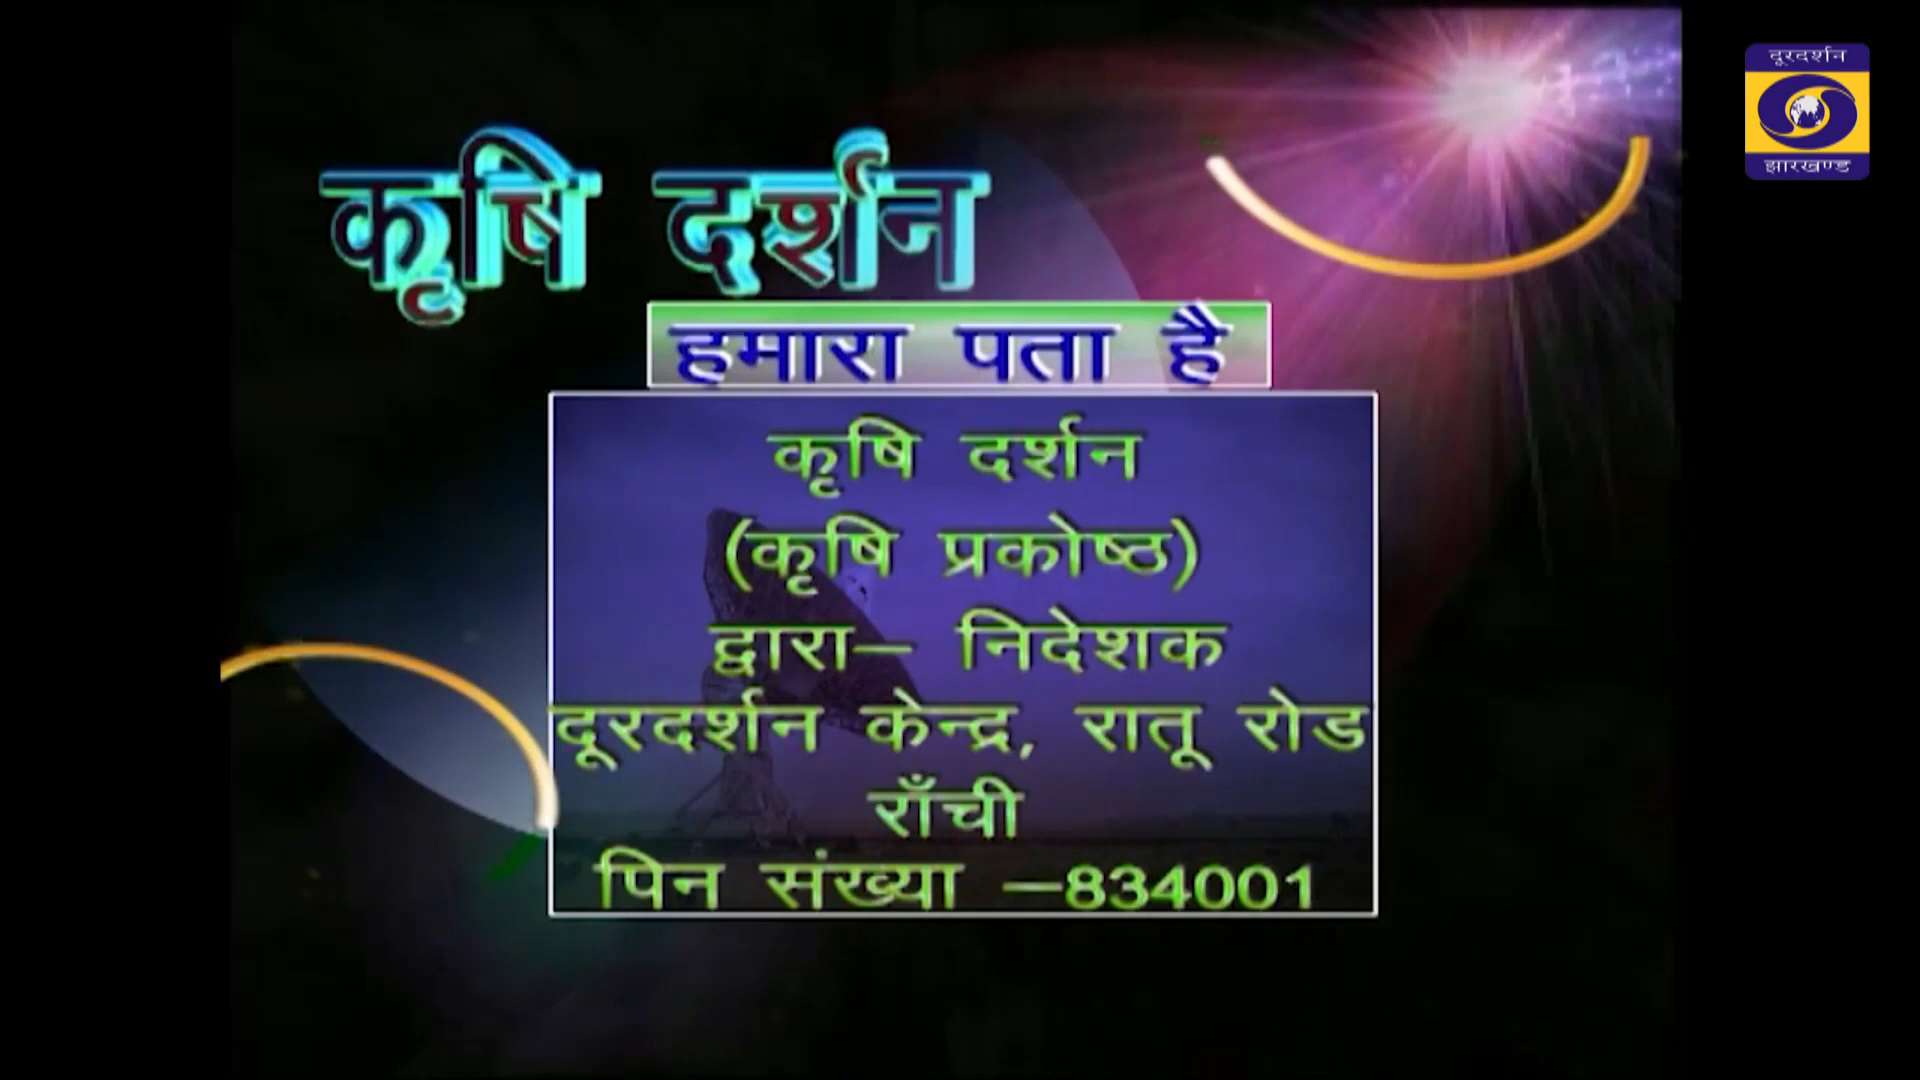 दूरदर्शन
झारखण्ड
कृषि दर्शन
हमारा पता है
कृषि दर्शन
(कृषि प्रकोष्ठ)
द्वारा– निदेशक
दूरदर्शन केन्द्र, रातू रोड
राँची
पिन संख्या –834001